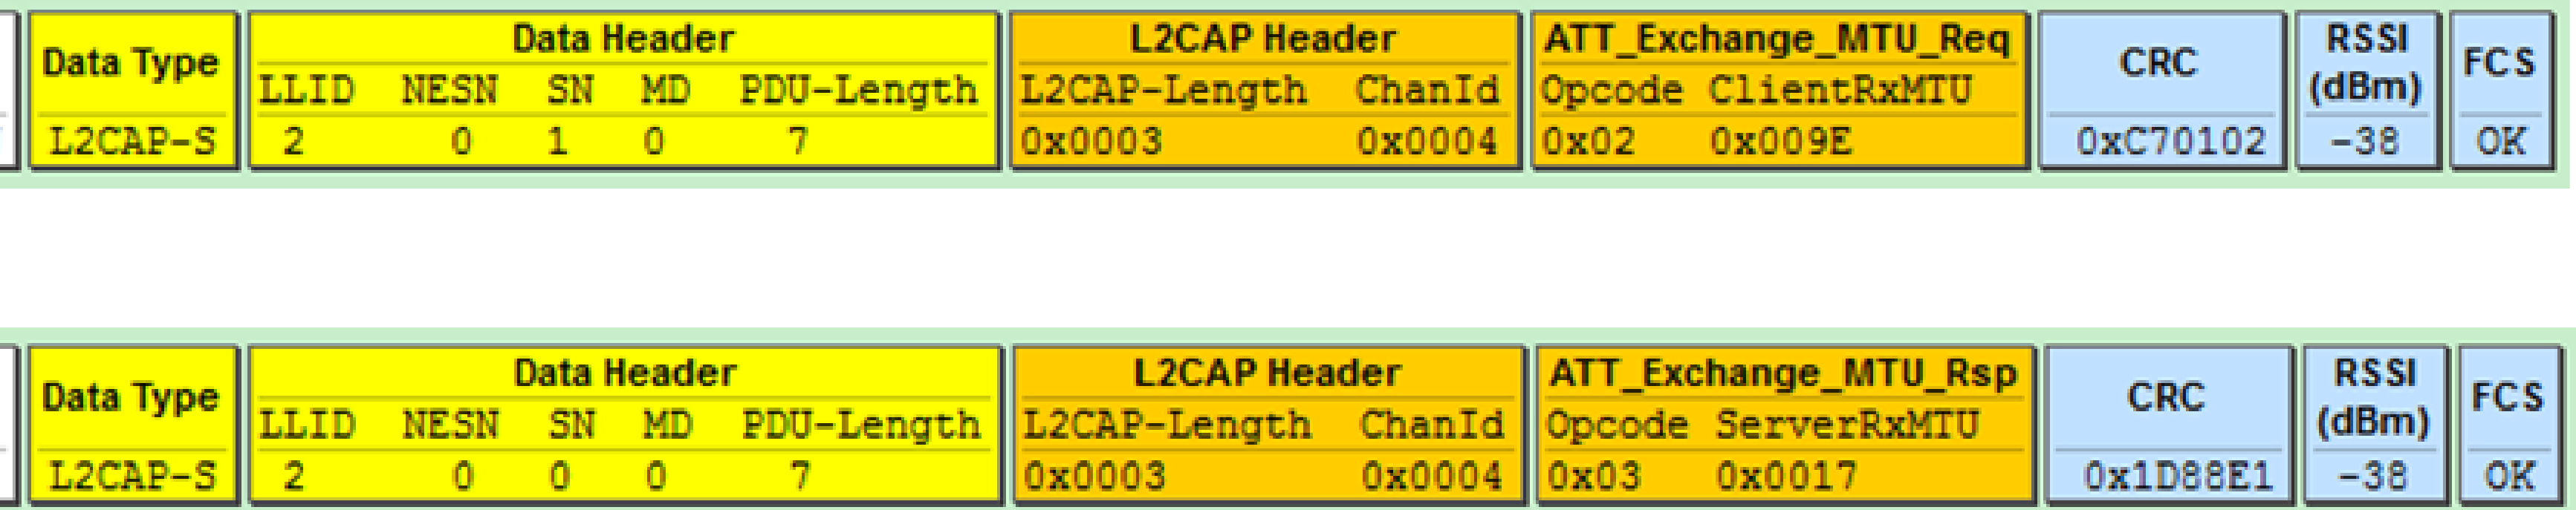 Data Type Data Header L2CAP Header ATT_Exchange_MTU_Req CRC RSSI (dBm) FCS
LLID NESN SN MD PDU-Length L2CAP-Length ChanId Opcode ClientRxMTU
L2CAP-S 2 0 1 0 7 0x0003 0x0004 0x02 0x009E 0xC70102 -38 OK
Data Type Data Header L2CAP Header ATT_Exchange_MTU_Rsp CRC RSSI (dBm) FCS
LLID NESN SN MD PDU-Length L2CAP-Length ChanId Opcode ServerRxMTU
L2CAP-S 2 0 0 0 7 0x0003 0x0004 0x03 0x0017 0x1D88E1 -38 OK